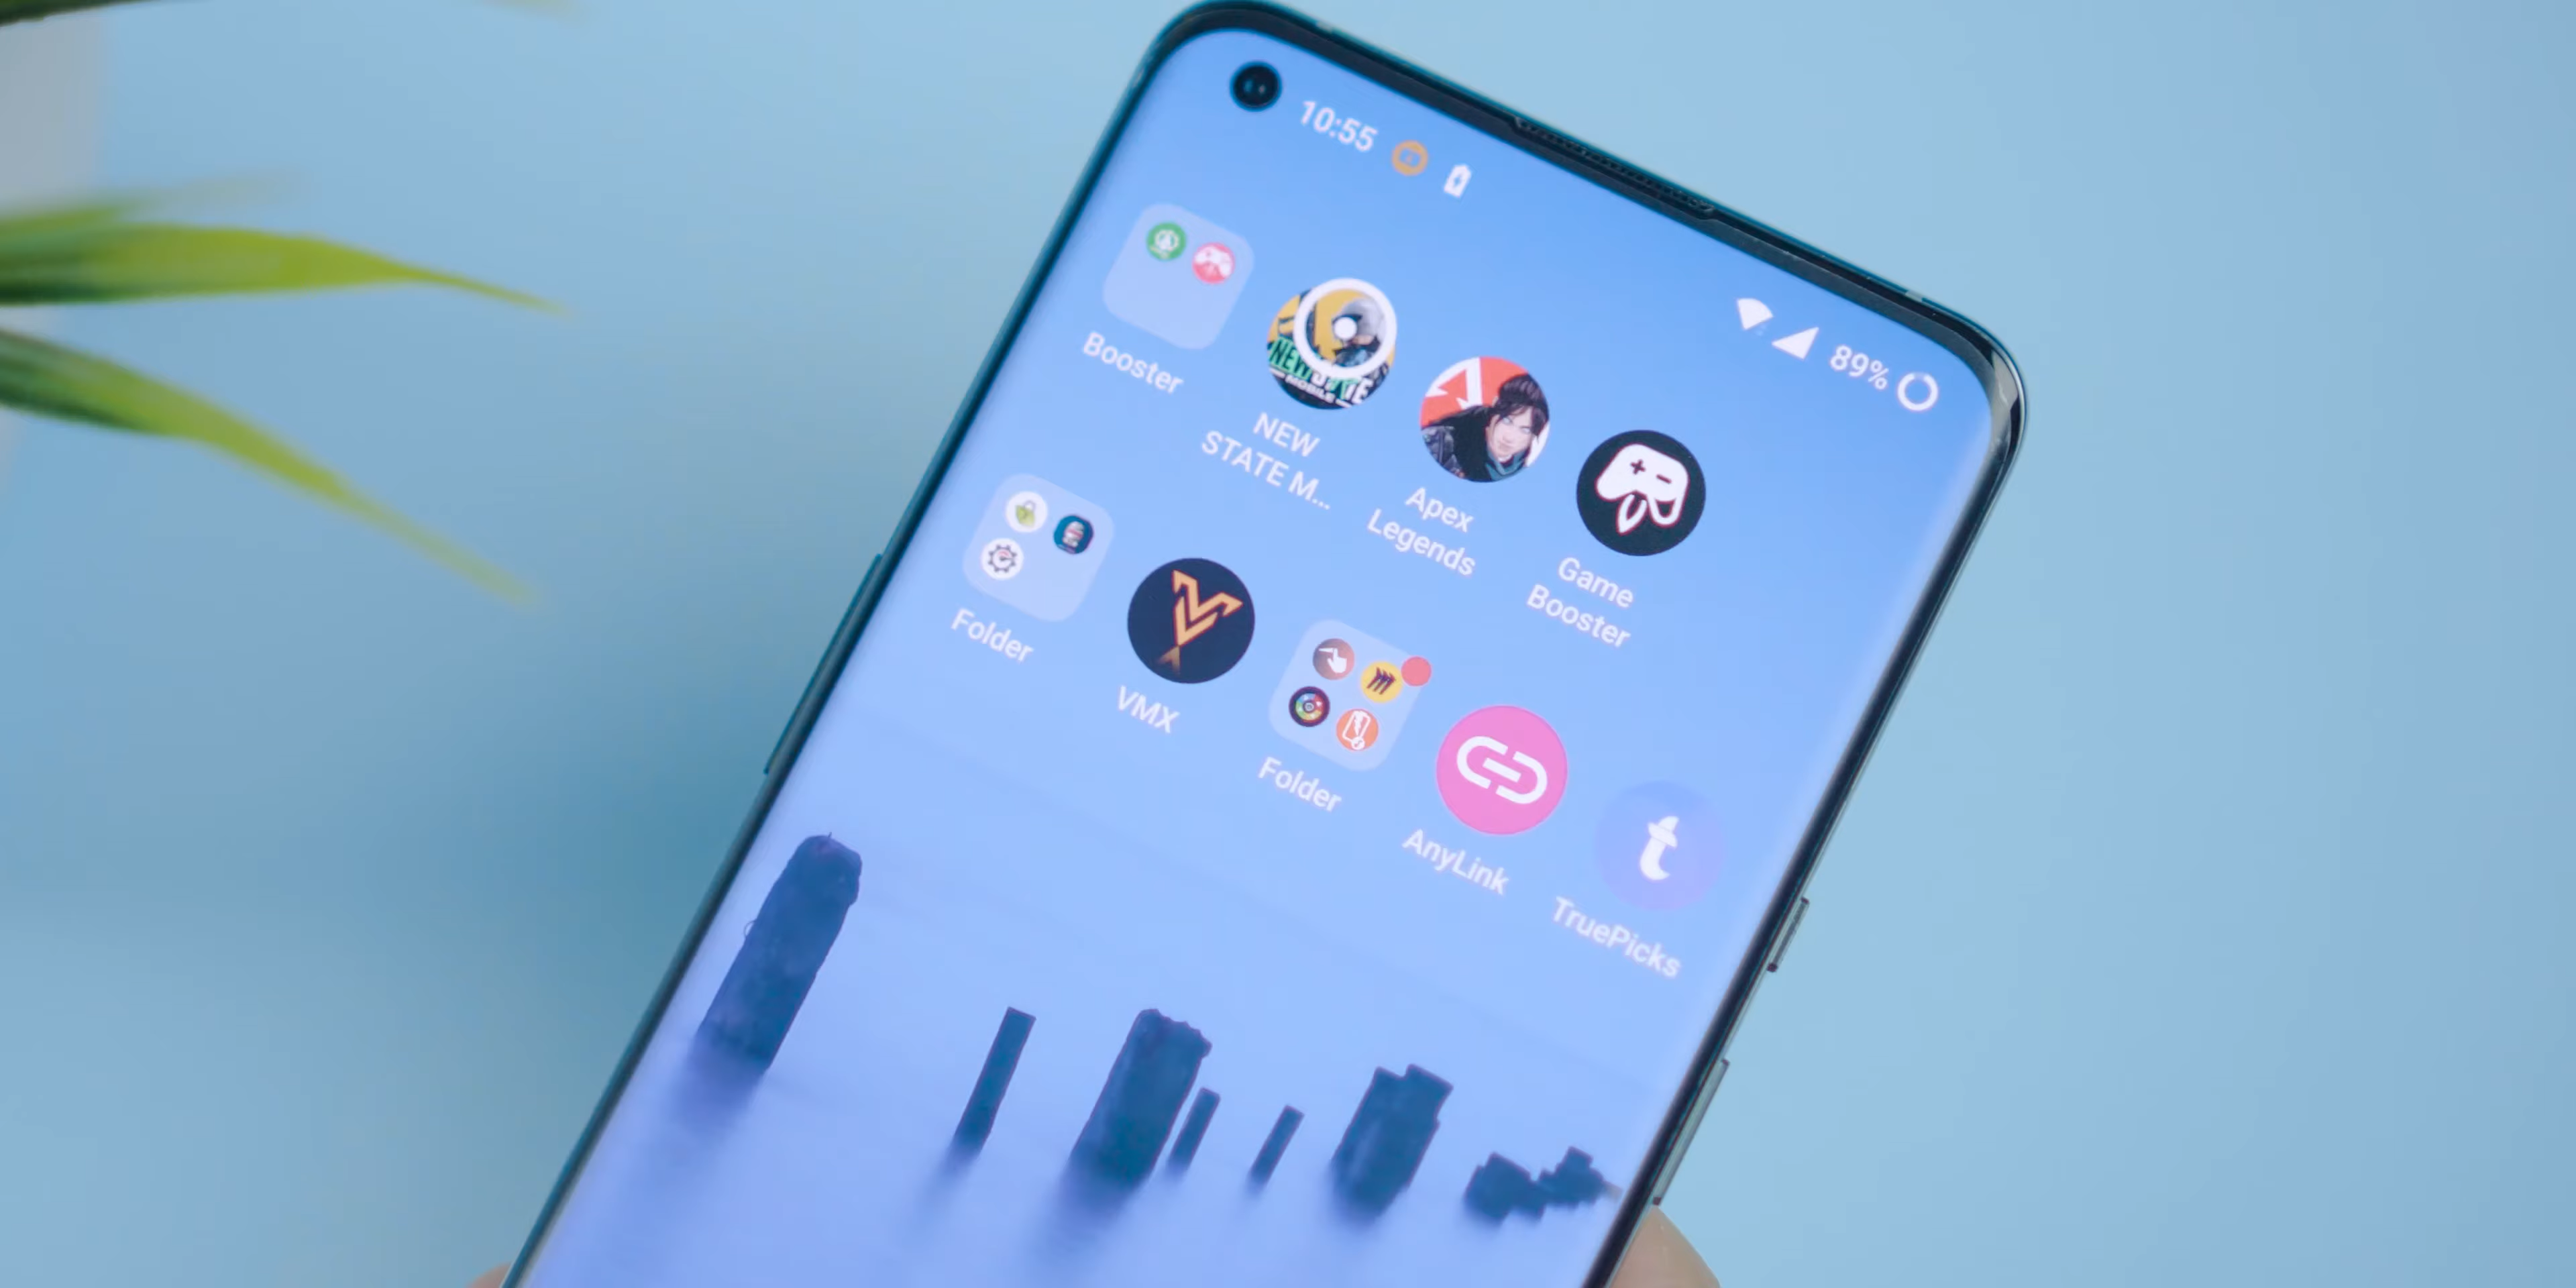 10:55
89%
Booster
NEW
STATE M...
Apex
Legends
Game
Booster
Folder
VMX
Folder
AnyLink
TruePicks